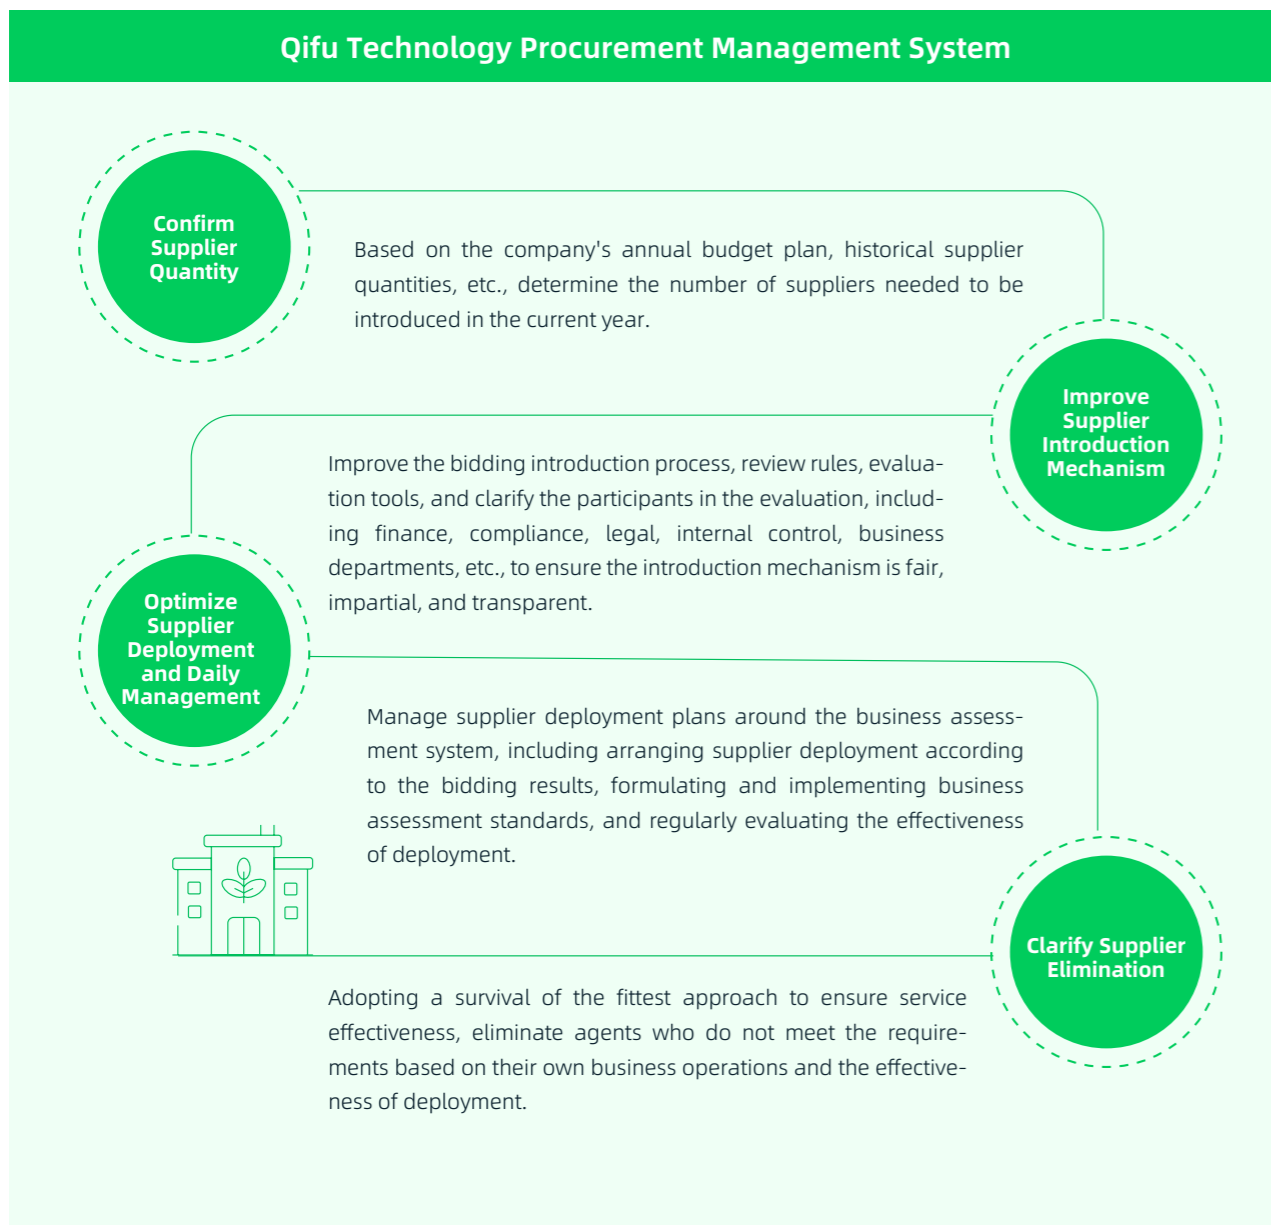 Qifu Technology Procurement Management System
Confirm
Supplier
Quantity
Based on the company's annual budget plan, historical supplier
quantities, etc., determine the number of suppliers needed to be
introduced in the current year.
Improve
Supplier
Introduction
Mechanism
Improve the bidding introduction process, review rules, evalua-
tion tools, and clarify the participants in the evaluation, includ-
ing finance, compliance, legal, internal control, business
departments, etc., to ensure the introduction mechanism is fair,
impartial, and transparent.
Optimize
Supplier
Deployment
and Daily
Management
Manage supplier deployment plans around the business assess-
ment system, including arranging supplier deployment according
to the bidding results, formulating and implementing business
assessment standards, and regularly evaluating the effectiveness
of deployment.
Clarify Supplier
Elimination
Adopting a survival of the fittest approach to ensure service
effectiveness, eliminate agents who do not meet the require-
ments based on their own business operations and the effective-
ness of deployment.